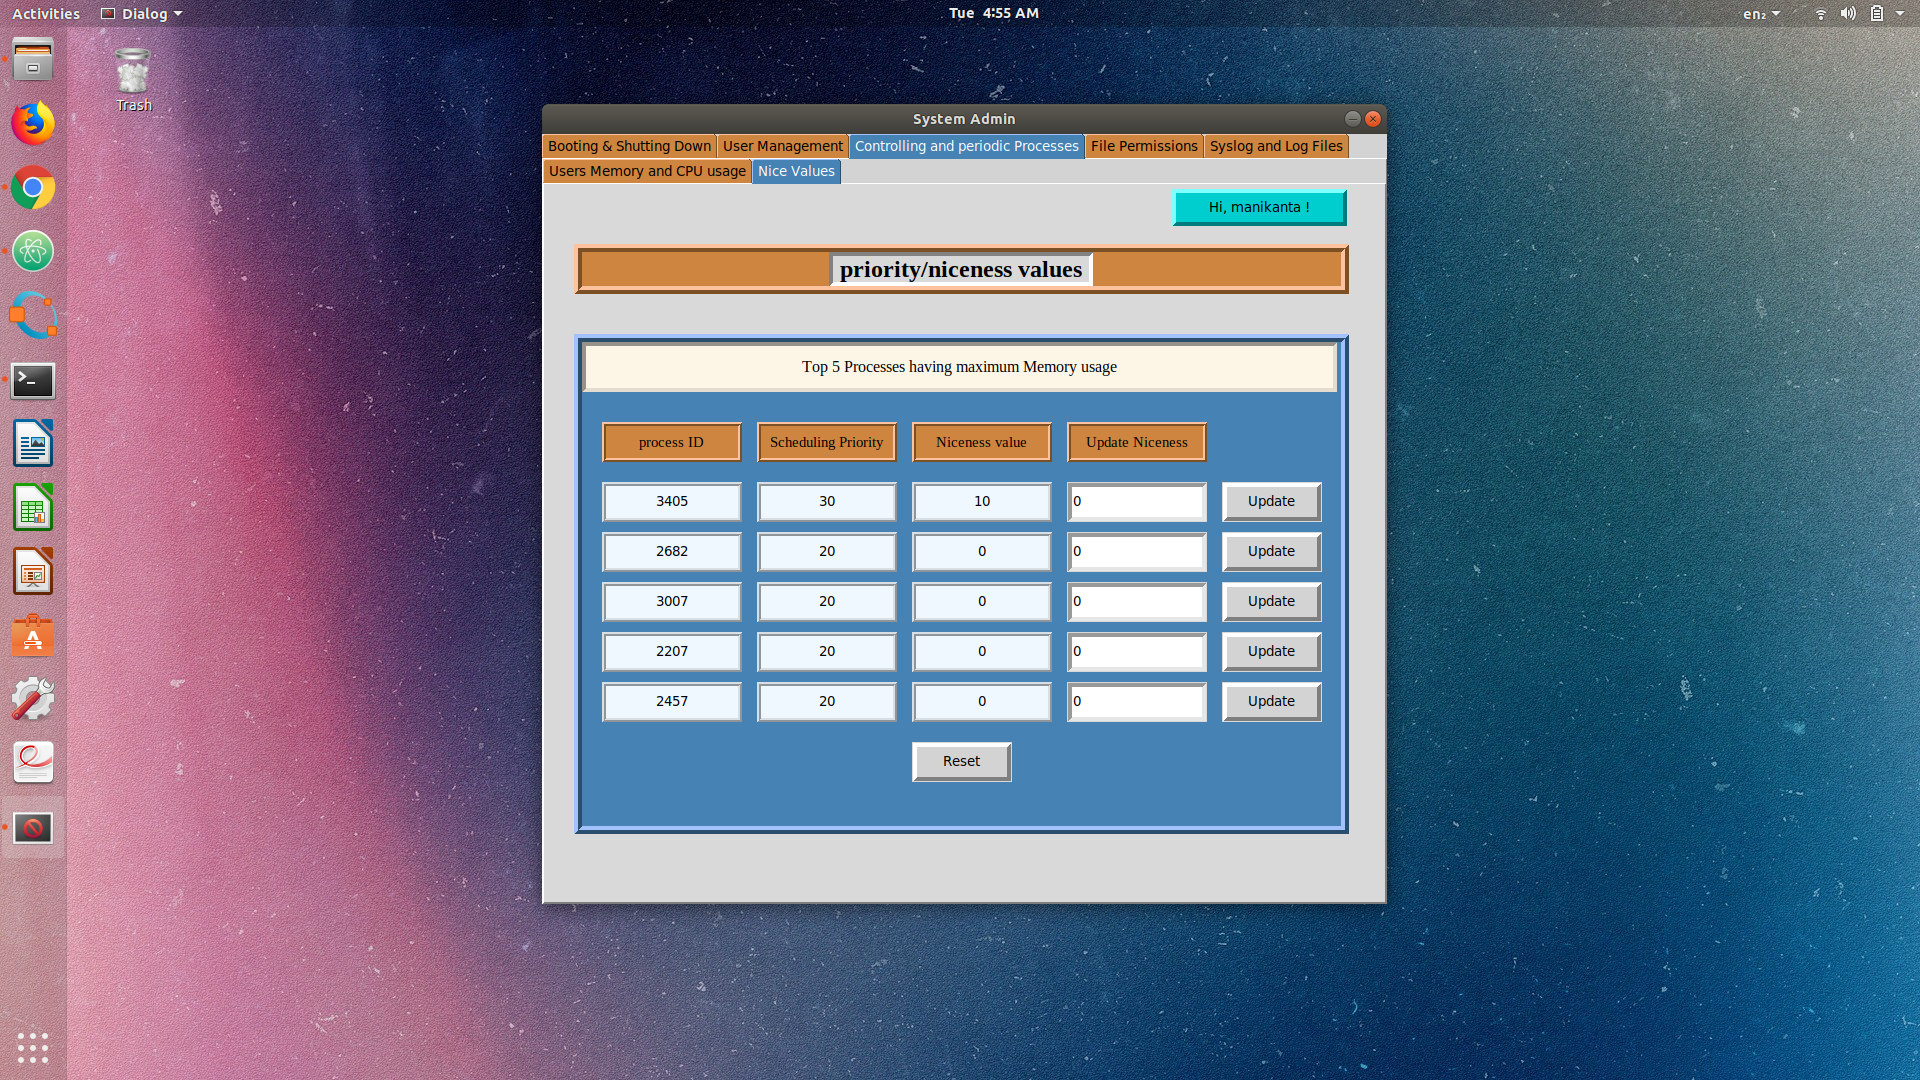 Activities Dialog Tue 4:55 AM en₂
Trash
System Admin
Booting & Shutting Down User Management Controlling and periodic Processes File Permissions Syslog and Log Files
Users Memory and CPU usage Nice Values
Hi, manikanta !
priority/niceness values
Top 5 Processes having maximum Memory usage
process ID Scheduling Priority Niceness value Update Niceness
3405 30 10 0 Update
2682 20 0 0 Update
3007 20 0 0 Update
2207 20 0 0 Update
2457 20 0 0 Update
Reset